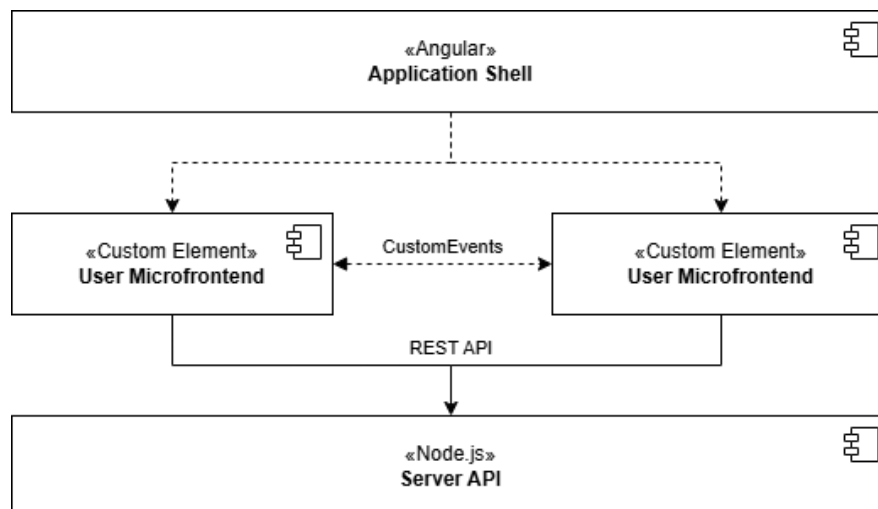 «Angular»
Application Shell
«Custom Element»
User Microfrontend
CustomEvents
«Custom Element»
User Microfrontend
REST API
«Node.js»
Server API